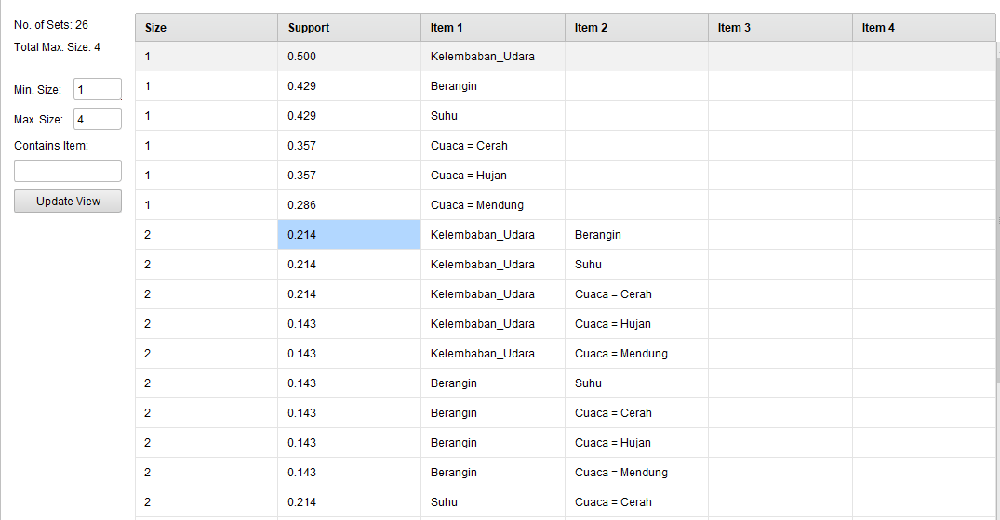 No. of Sets: 26
Total Max. Size: 4
Min. Size: 1
Max. Size: 4
Contains Item:
Update View
Size Support Item 1 Item 2 Item 3 Item 4
1 0.500 Kelembaban_Udara
1 0.429 Berangin
1 0.429 Suhu
1 0.357 Cuaca = Cerah
1 0.357 Cuaca = Hujan
1 0.286 Cuaca = Mendung
2 0.214 Kelembaban_Udara Berangin
2 0.214 Kelembaban_Udara Suhu
2 0.214 Kelembaban_Udara Cuaca = Cerah
2 0.143 Kelembaban_Udara Cuaca = Hujan
2 0.143 Kelembaban_Udara Cuaca = Mendung
2 0.143 Berangin Suhu
2 0.143 Berangin Cuaca = Cerah
2 0.143 Berangin Cuaca = Hujan
2 0.143 Berangin Cuaca = Mendung
2 0.214 Suhu Cuaca = Cerah